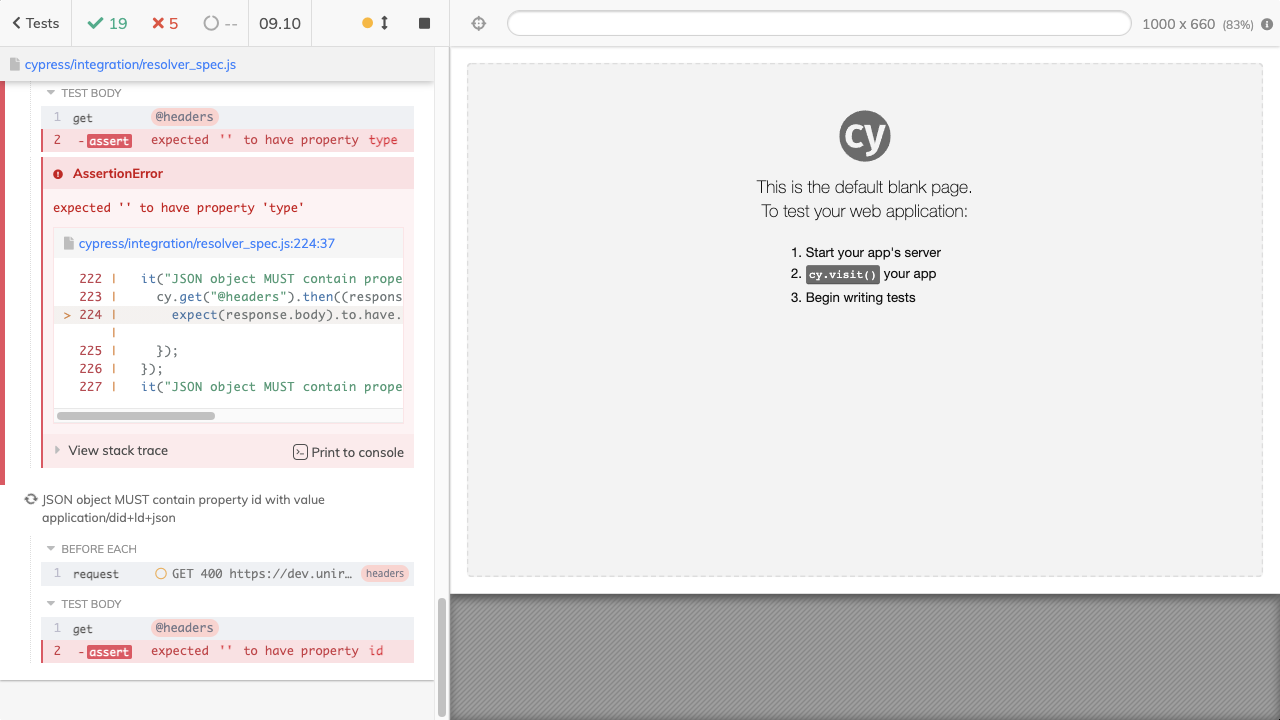 Tests 19 5 -- 09.10 1000 x 660 (83%)
cypress/integration/resolver_spec.js
TEST BODY
1 get @headers
2 -assert expected '' to have property type
AssertionError
expected '' to have property 'type'
cypress/integration/resolver_spec.js:224:37
222 | it("JSON object MUST contain prope
223 | cy.get("@headers").then((respons
> 224 | expect(response.body).to.have.
|
225 | });
226 | });
227 | it("JSON object MUST contain prope
View stack trace Print to console
JSON object MUST contain property id with value
application/did+ld+json
BEFORE EACH
1 request GET 400 https://dev.unir... headers
TEST BODY
1 get @headers
2 -assert expected '' to have property id
cy
This is the default blank page.
To test your web application:
1. Start your app's server
2. cy.visit() your app
3. Begin writing tests